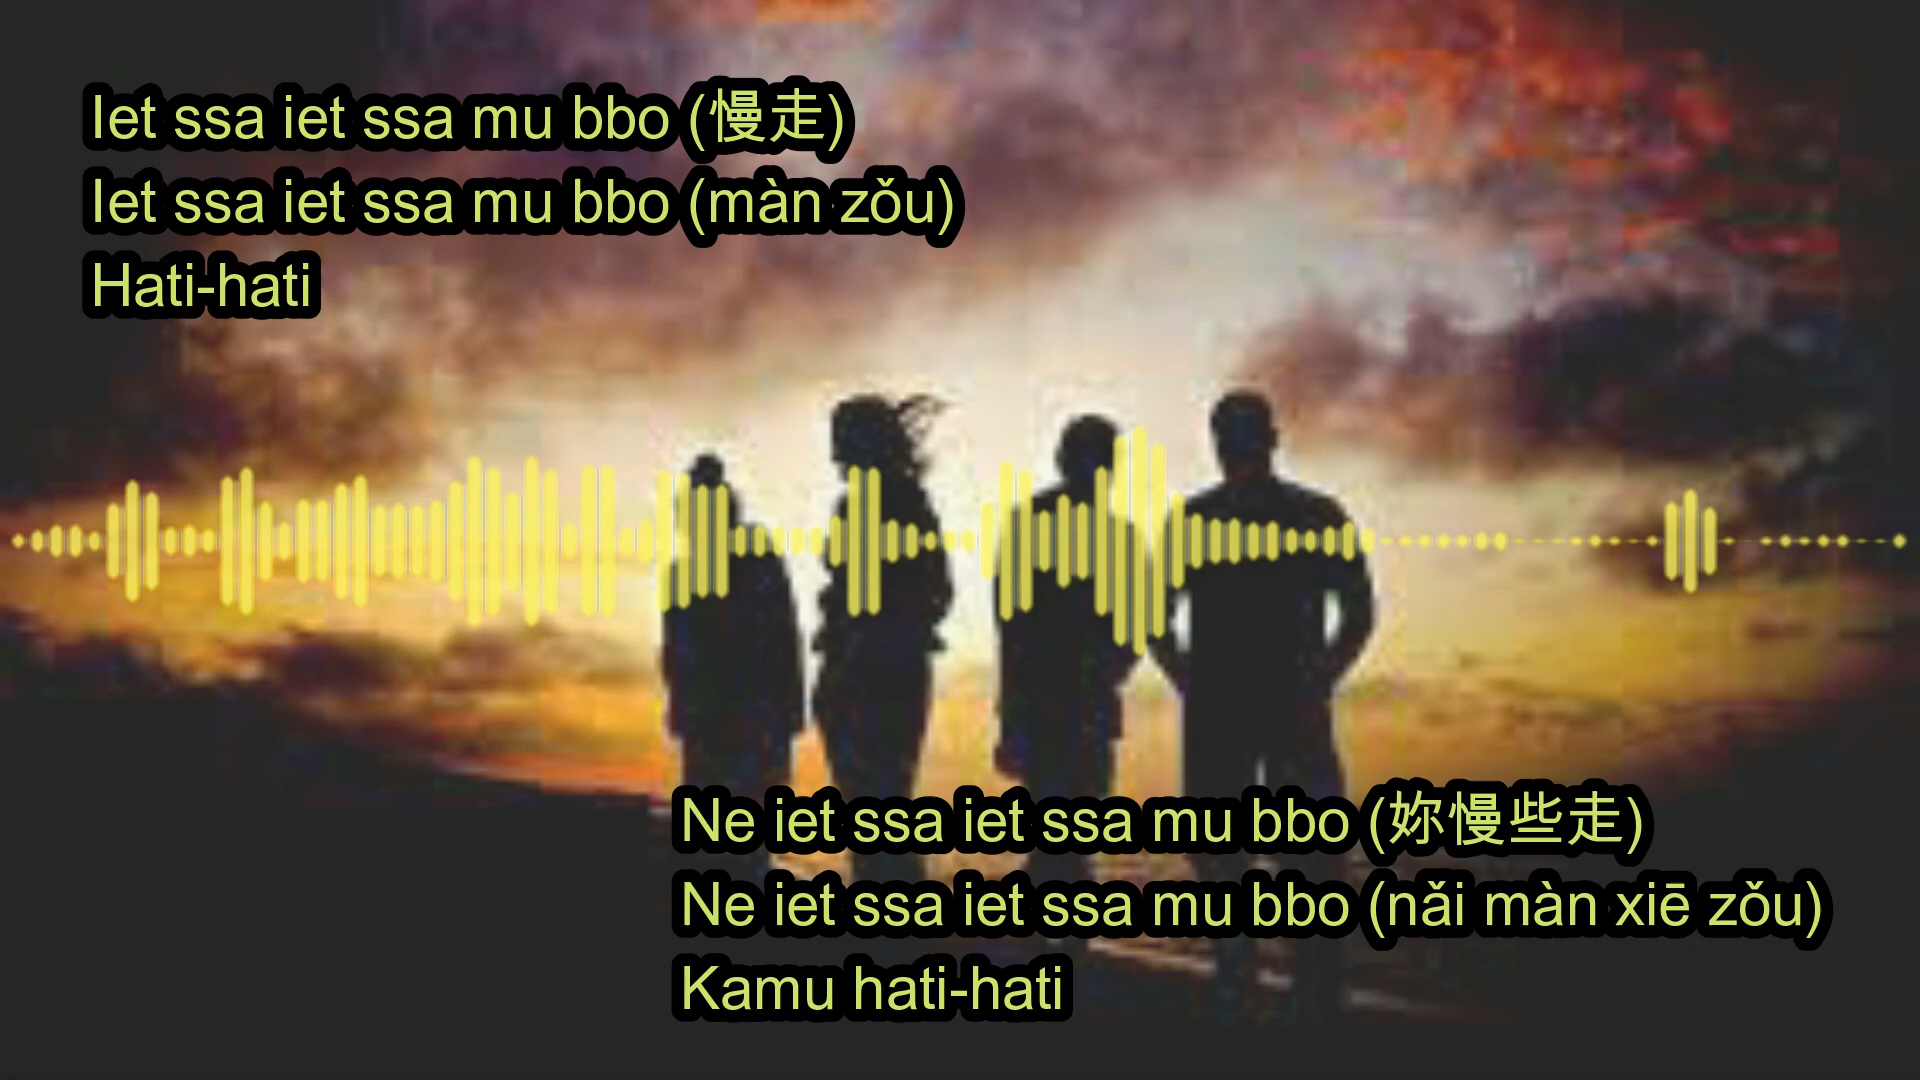 Iet ssa iet ssa mu bbo (慢走)
Iet ssa iet ssa mu bbo (màn zǒu)
Hati-hati
Ne iet ssa iet ssa mu bbo (妳慢些走)
Ne iet ssa iet ssa mu bbo (nǎi màn xiē zǒu)
Kamu hati-hati